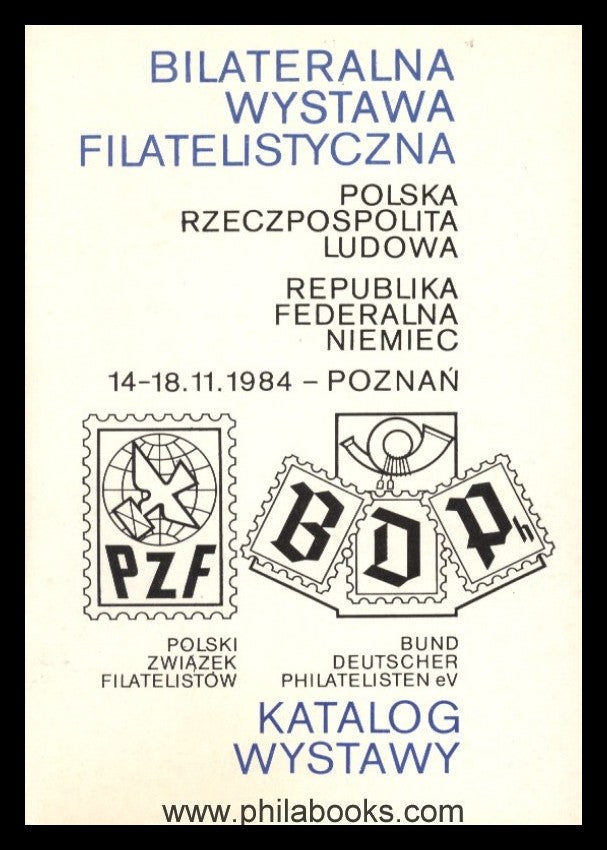 BILATERALNA
WYSTAWA
FILATELISTYCZNA
POLSKA
RZECZPOSPOLITA
LUDOWA
REPUBLIKA
FEDERALNA
NIEMIEC
14-18.11.1984 – POZNAŃ
PZF
BDPh
POLSKI
ZWIĄZEK
FILATELISTÓW
BUND
DEUTSCHER
PHILATELISTEN eV
KATALOG
WYSTAWY
www.philabooks.com